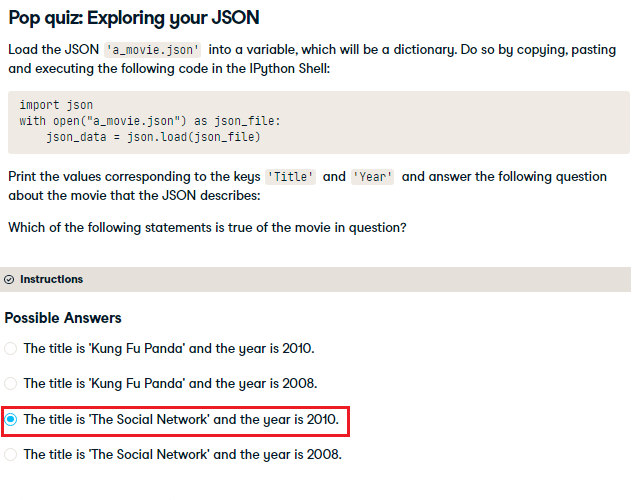 Pop quiz: Exploring your JSON
Load the JSON 'a_movie.json' into a variable, which will be a dictionary. Do so by copying, pasting
and executing the following code in the IPython Shell:
import json
with open("a_movie.json") as json_file:
    json_data = json.load(json_file)
Print the values corresponding to the keys 'Title' and 'Year' and answer the following question
about the movie that the JSON describes:
Which of the following statements is true of the movie in question?
Instructions
Possible Answers
The title is 'Kung Fu Panda' and the year is 2010.
The title is 'Kung Fu Panda' and the year is 2008.
The title is 'The Social Network' and the year is 2010.
The title is 'The Social Network' and the year is 2008.